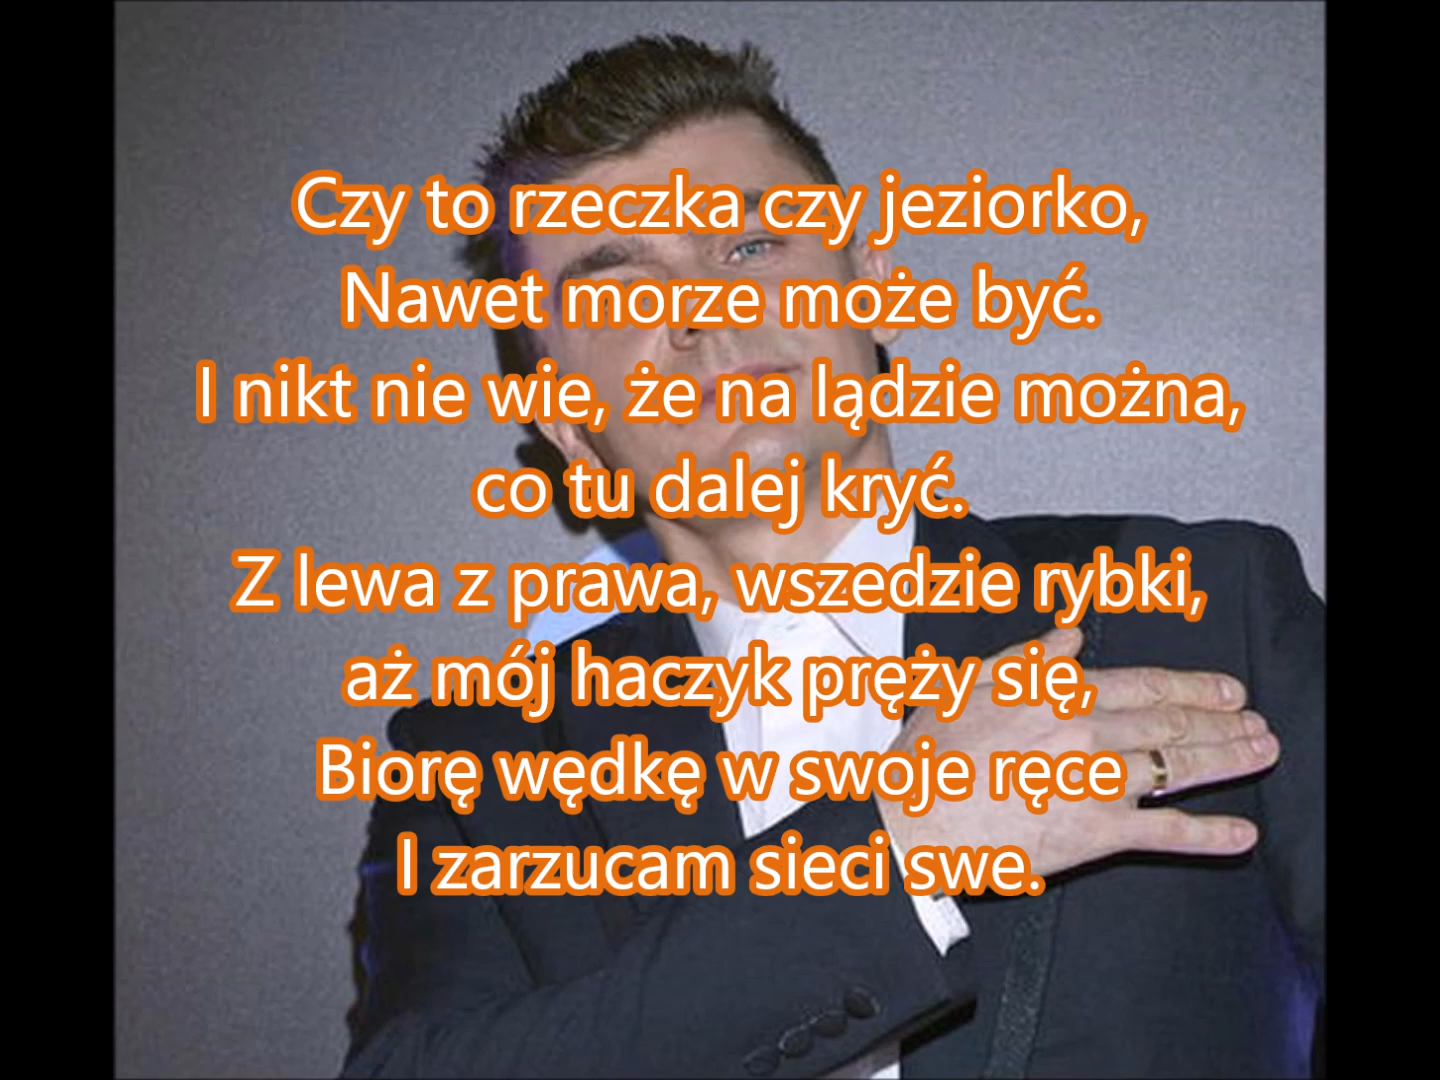 Czy to rzeczka czy jeziorko,
Nawet morze może być.
I nikt nie wie, że na lądzie można,
co tu dalej kryć.
Z lewa z prawa, wszedzie rybki,
aż mój haczyk pręży się,
Biorę wędkę w swoje ręce
I zarzucam sieci swe.